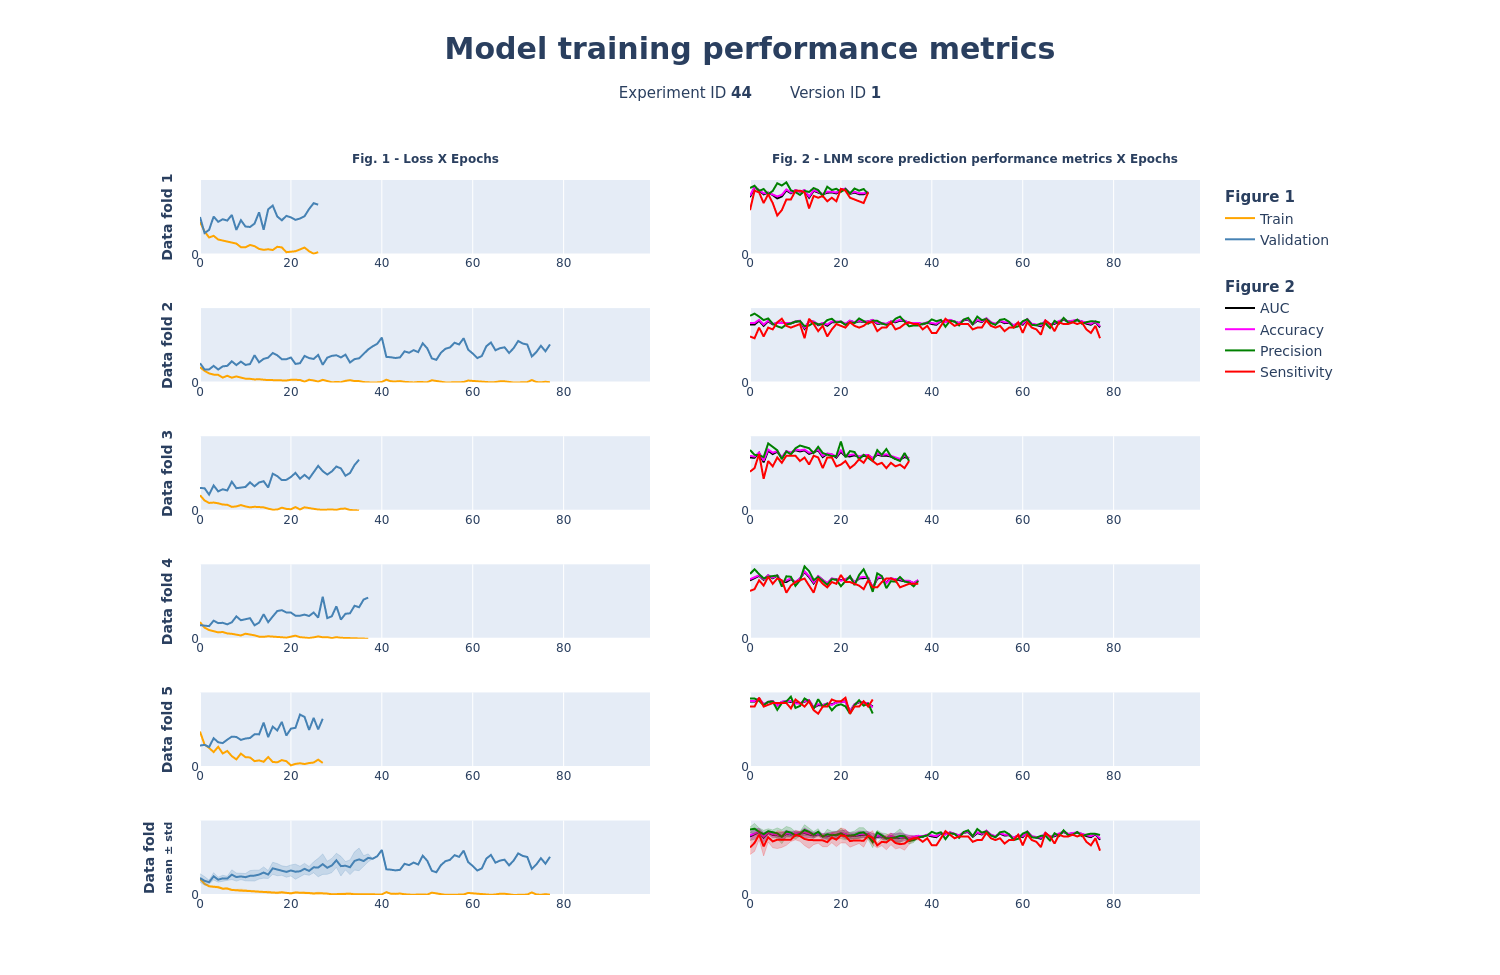 Model training performance metrics
Experiment ID 44 Version ID 1
Fig. 1 - Loss X Epochs
Fig. 2 - LNM score prediction performance metrics X Epochs
Data fold 1
0
0 20 40 60 80
0
0 20 40 60 80
Figure 1
Train
Validation
Figure 2
AUC
Accuracy
Precision
Sensitivity
Data fold 2
0
0 20 40 60 80
0
0 20 40 60 80
Data fold 3
0
0 20 40 60 80
0
0 20 40 60 80
Data fold 4
0
0 20 40 60 80
0
0 20 40 60 80
Data fold 5
0
0 20 40 60 80
0
0 20 40 60 80
Data fold
mean ± std
0
0 20 40 60 80
0
0 20 40 60 80